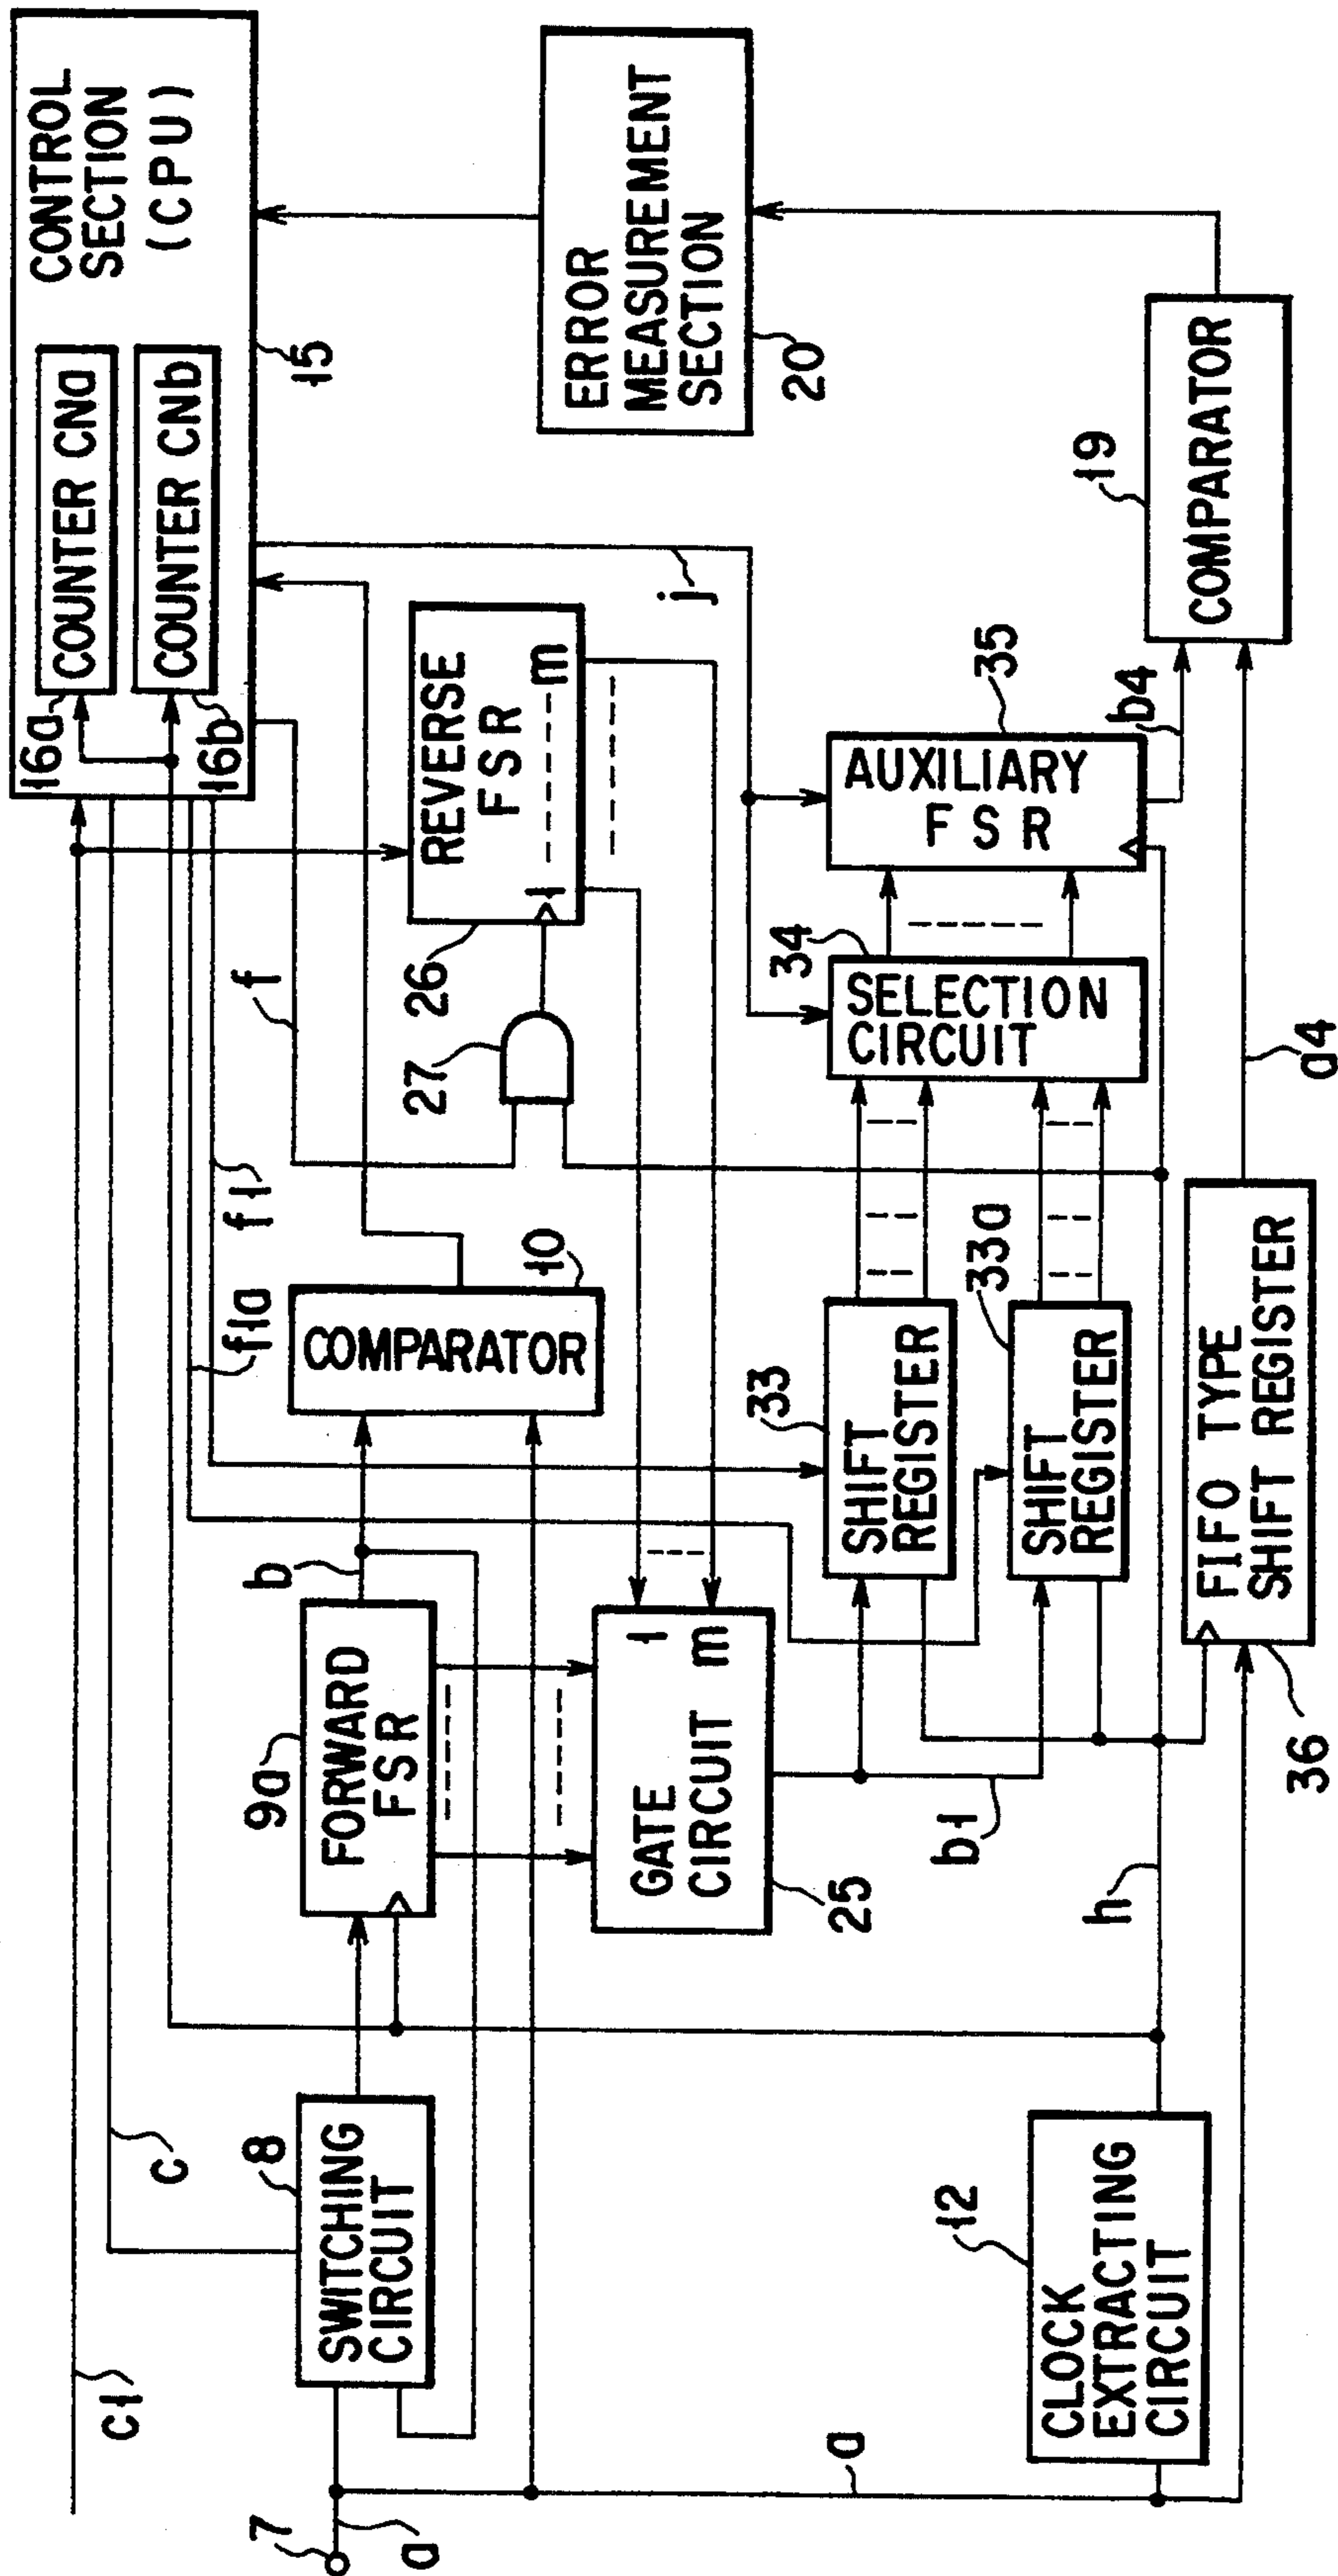 c1
c
f1a
f1
f
16a
COUNTER CNa
16b
COUNTER CNb
CONTROL
SECTION
(CPU)
15
7
a
8
SWITCHING
CIRCUIT
9a
FORWARD
FSR
b
COMPARATOR
10
27
26
REVERSE
FSR
1
m
ERROR
MEASUREMENT
SECTION
20
GATE
CIRCUIT
1
m
25
j
a
b1
33
SHIFT
REGISTER
33a
SHIFT
REGISTER
34
SELECTION
CIRCUIT
35
AUXILIARY
FSR
b4
19
COMPARATOR
12
CLOCK
EXTRACTING
CIRCUIT
h
36
FIFO TYPE
SHIFT REGISTER
a4